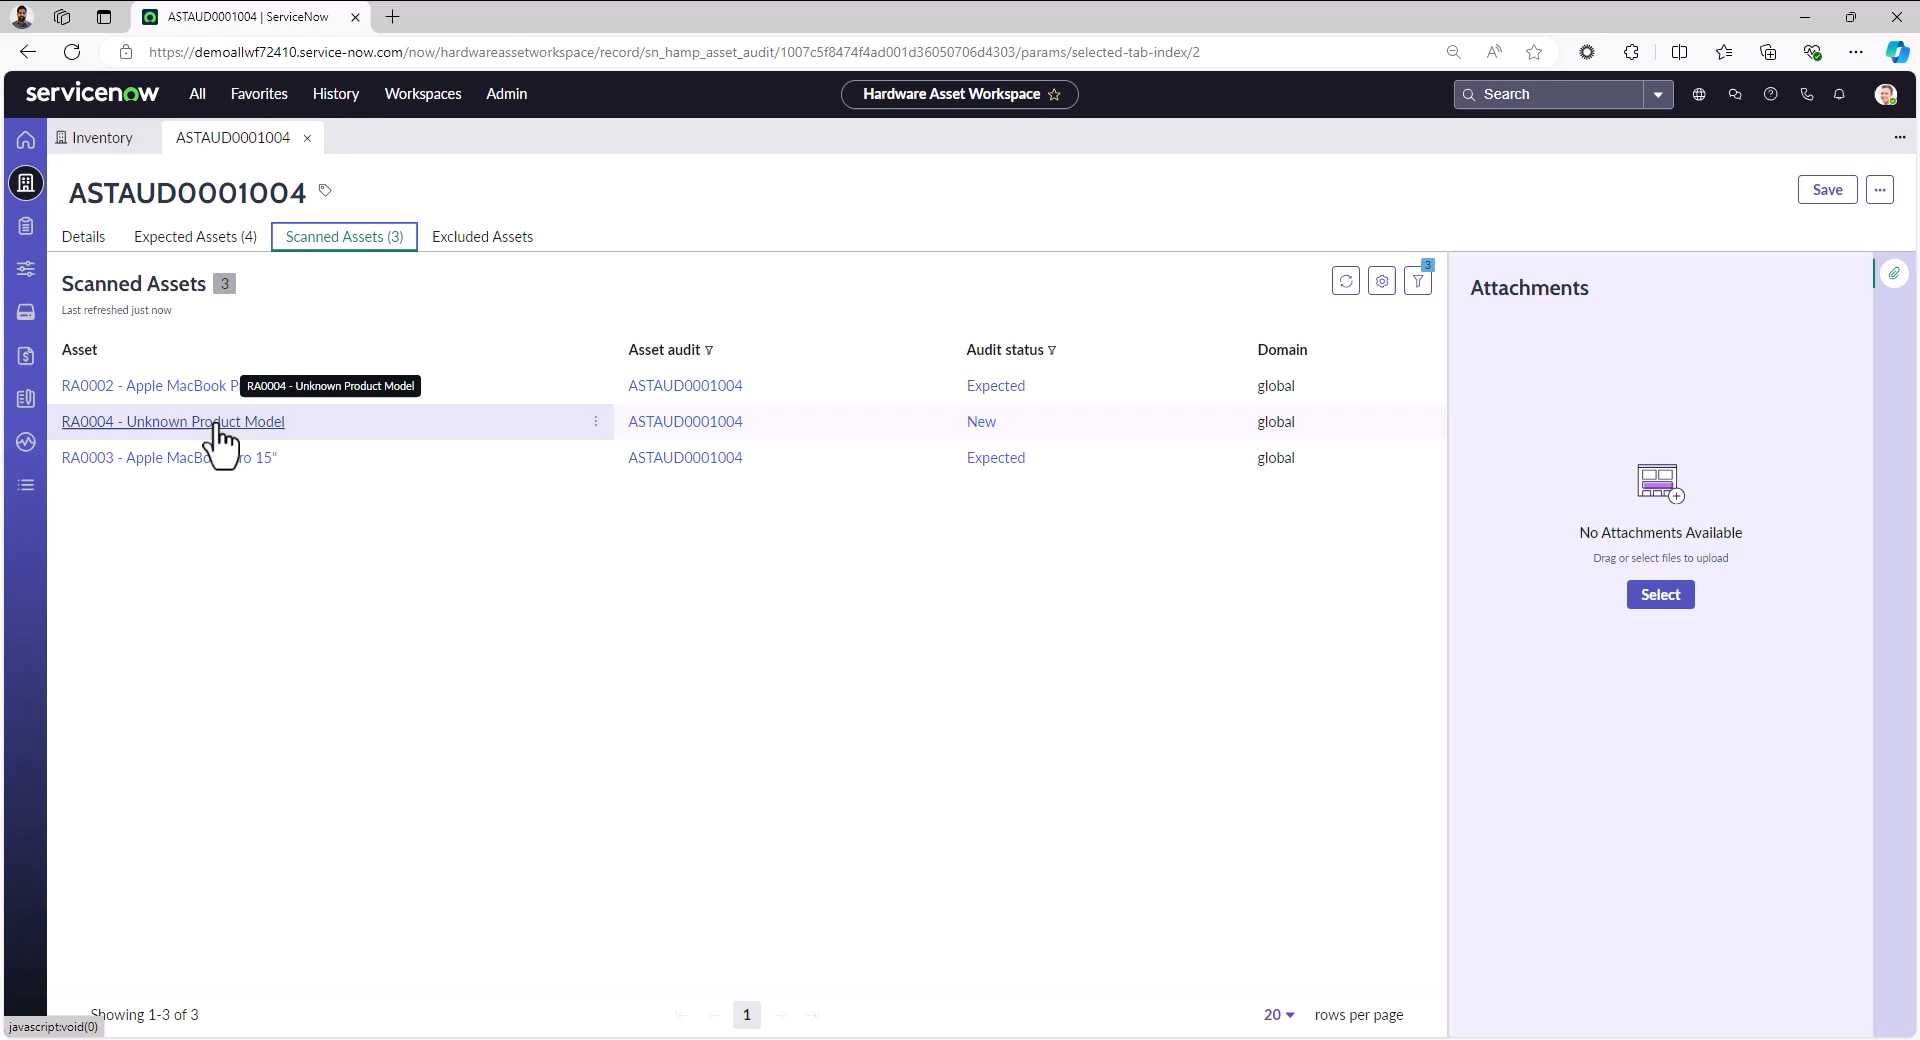 ASTAUD0001004 | ServiceNow
https://demoallwf72410.service-now.com/now/hardwareassetworkspace/record/sn_hamp_asset_audit/1007c5f8474f4ad001d36050706d4303/params/selected-tab-index/2
servicenow All Favorites History Workspaces Admin Hardware Asset Workspace Search
Inventory ASTAUD0001004
ASTAUD0001004
Save
Details Expected Assets (4) Scanned Assets (3) Excluded Assets
Scanned Assets 3
3
Last refreshed just now
Asset Asset audit Audit status Domain
RA0002 - Apple MacBook P RA0004 - Unknown Product Model ASTAUD0001004 Expected global
RA0004 - Unknown Product Model ASTAUD0001004 New global
RA0003 - Apple MacBo ro 15" ASTAUD0001004 Expected global
Showing 1-3 of 3 1 20 rows per page
javascript:void(0)
Attachments
No Attachments Available
Drag or select files to upload
Select